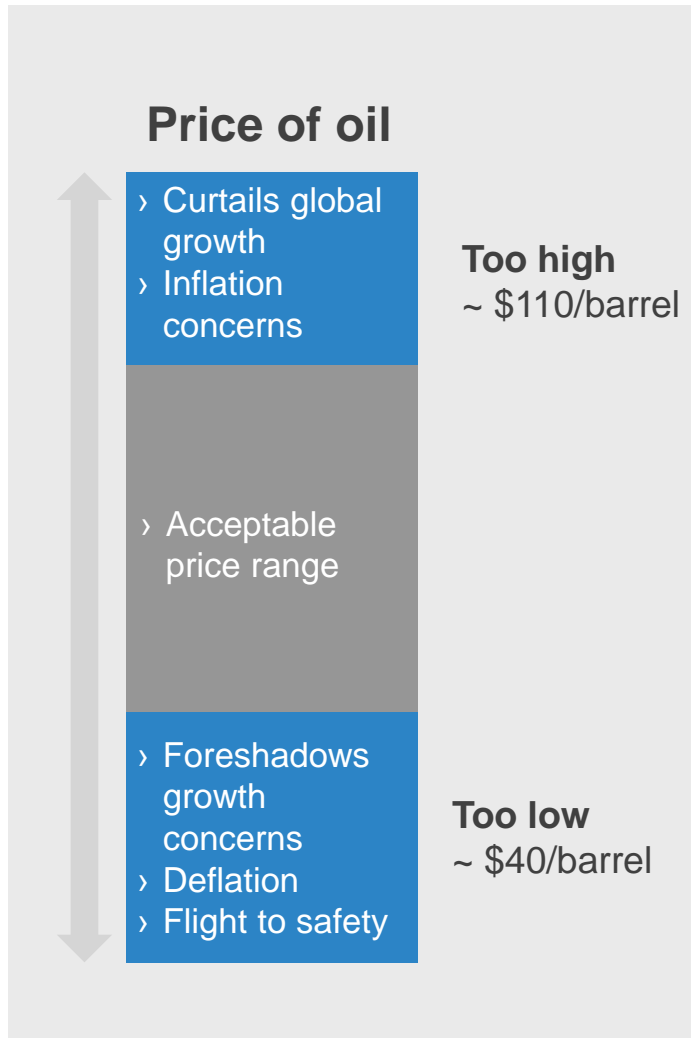 Price of oil
› Curtails global
growth
› Inflation
concerns
Too high
~ $110/barrel
› Acceptable
price range
› Foreshadows
growth
concerns
› Deflation
› Flight to safety
Too low
~ $40/barrel